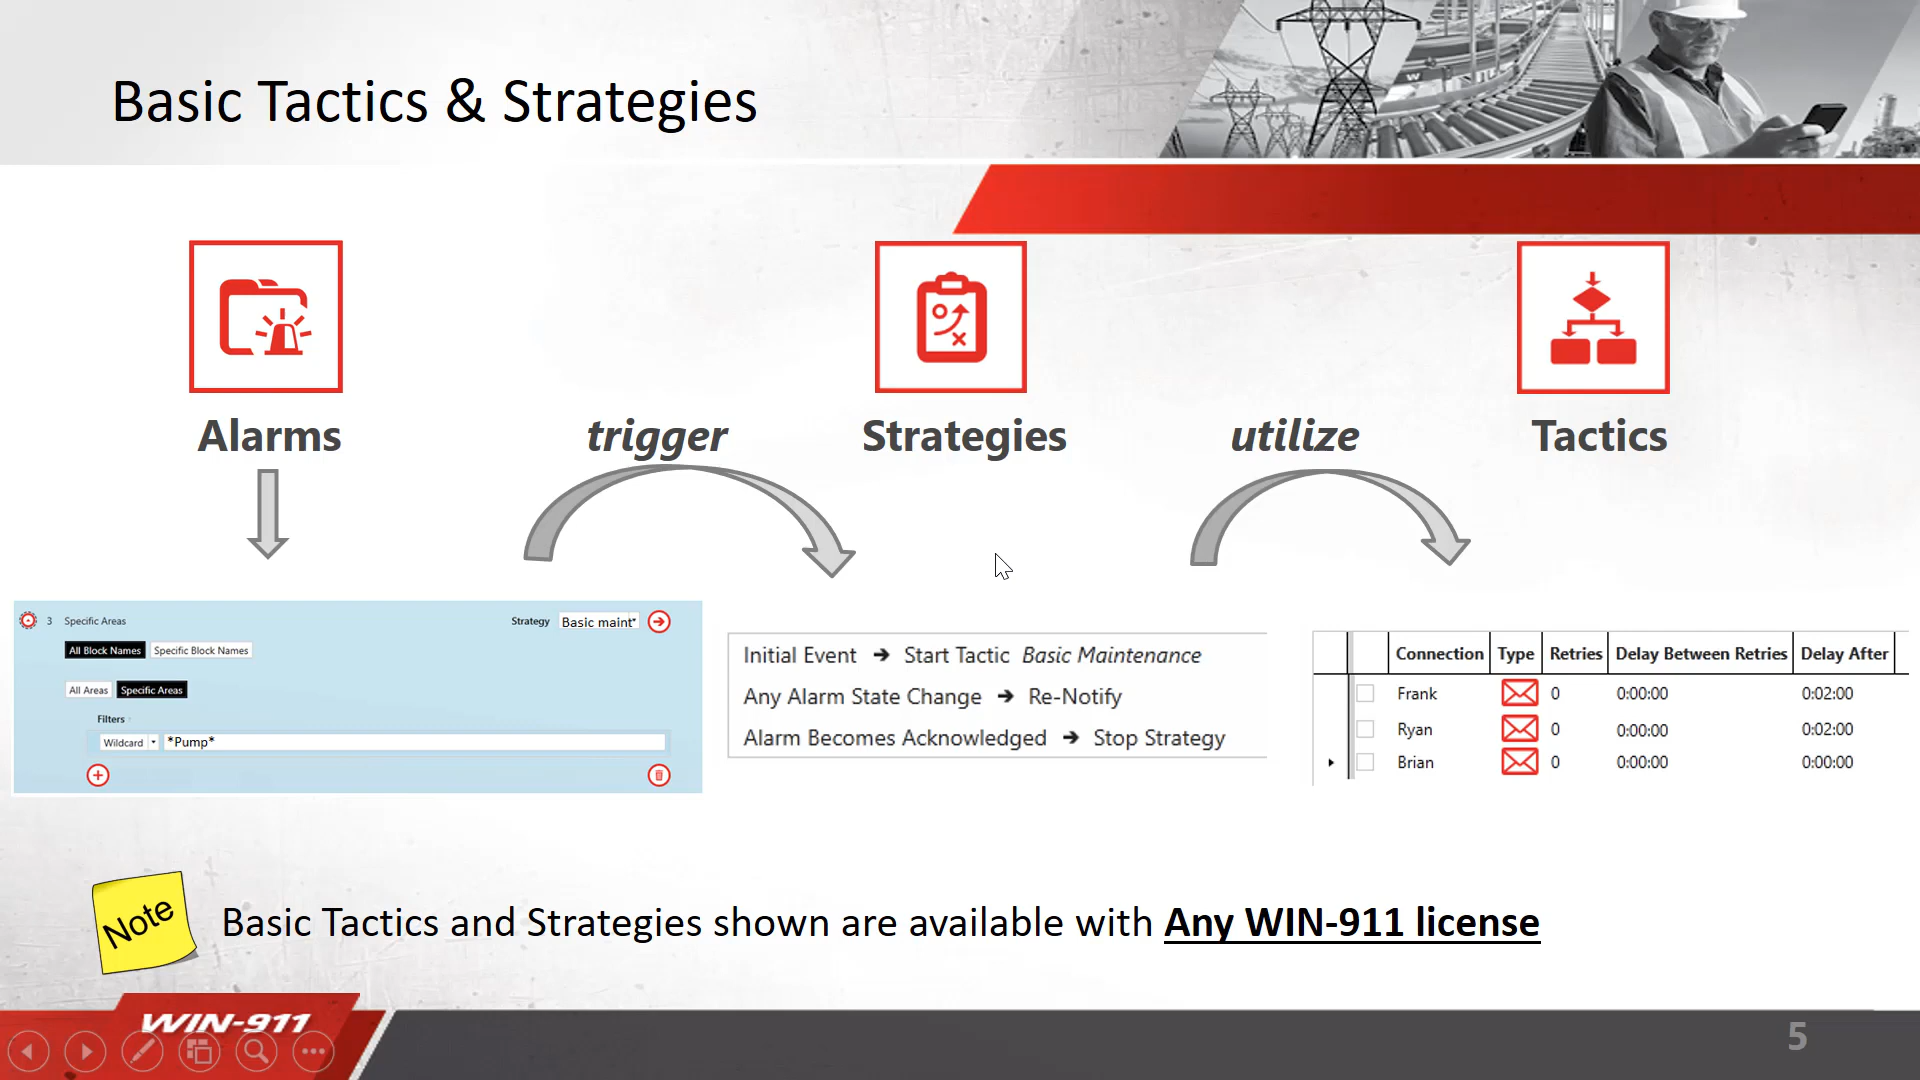 Basic Tactics & Strategies
Alarms
trigger
Strategies
utilize
Tactics
3 Specific Areas
Strategy Basic maint
All Block Names Specific Block Names
All Areas Specific Areas
Filters
Wildcard *Pump*
Initial Event ➔ Start Tactic Basic Maintenance
Any Alarm State Change ➔ Re-Notify
Alarm Becomes Acknowledged ➔ Stop Strategy
Connection Type Retries Delay Between Retries Delay After
Frank 0 0:00:00 0:02:00
Ryan 0 0:00:00 0:02:00
Brian 0 0:00:00 0:00:00
Note
Basic Tactics and Strategies shown are available with Any WIN-911 license
WIN-911
5